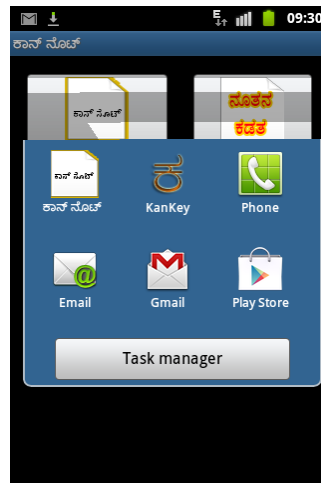 E
09:30
ಕಾನ್ ನೋಟ್
ಕಾನ್ ನೋಟ್
ನೂತನ
ಕಡತ
ಕಾನ್ ನೋಟ್
ಕಾನ್ ನೋಟ್
KanKey
Phone
Email
Gmail
Play Store
Task manager